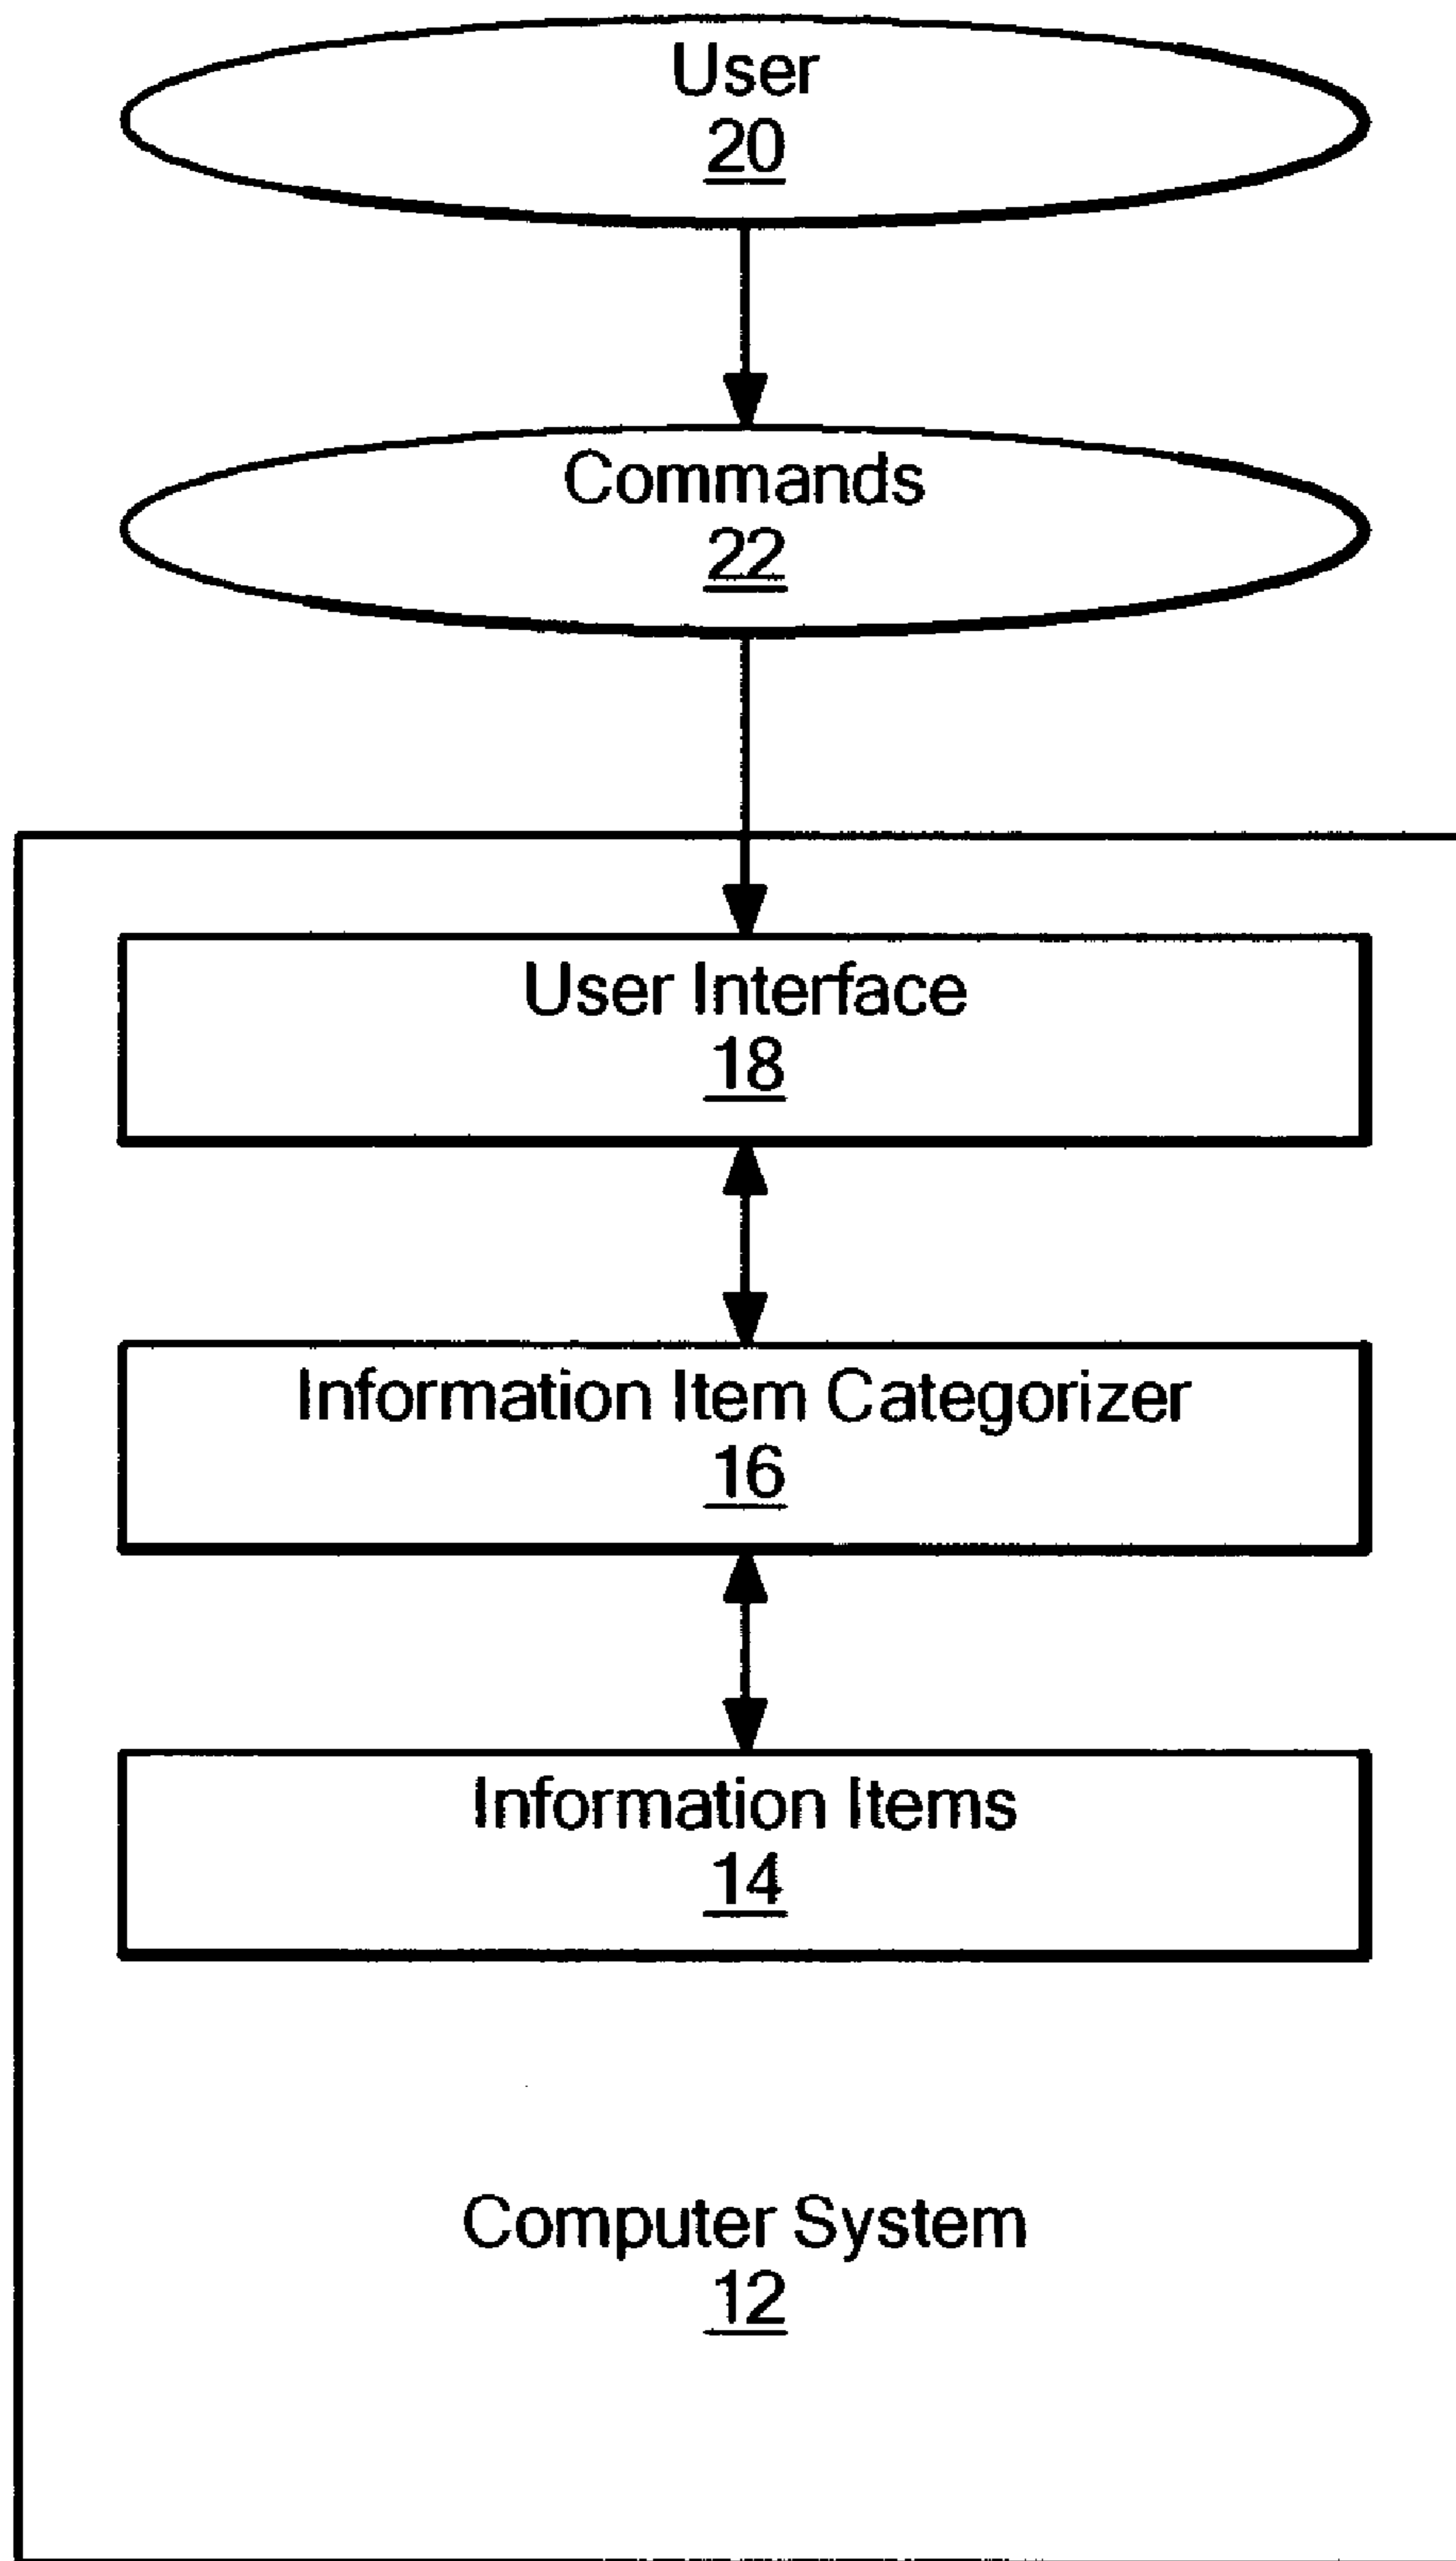 User
20
Commands
22
User Interface
18
Information Item Categorizer
16
Information Items
14
Computer System
12